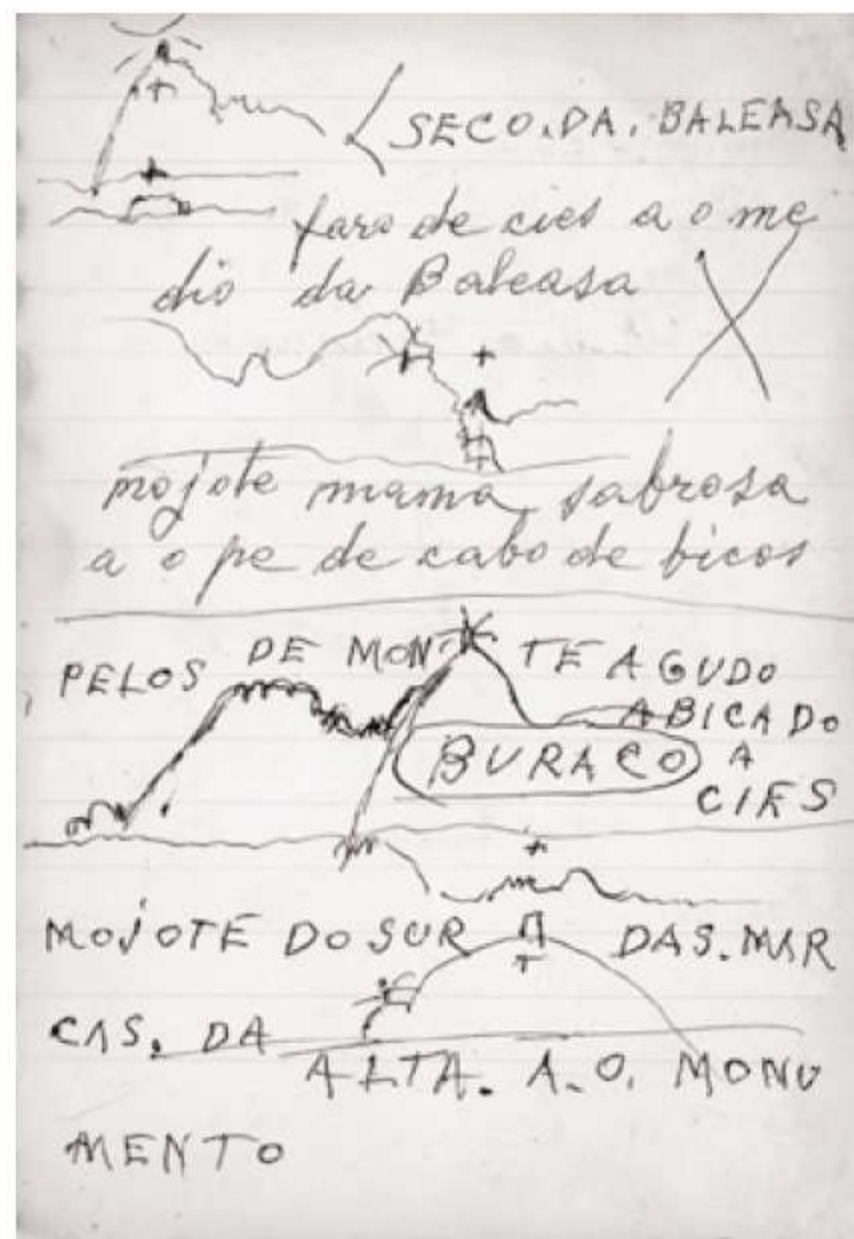 SECO.DA.BALEASA
faro de cies a o me
dio da Baleasa
mojote mama sabrosa
a o pe de cabo de bicos
PELOS DE MONTE AGUDO
ABICADO
BURACO A
CIES
MOJOTE DO SUR DAS.MAR
CAS. DA
ALTA. A.O. MONU
MENTO